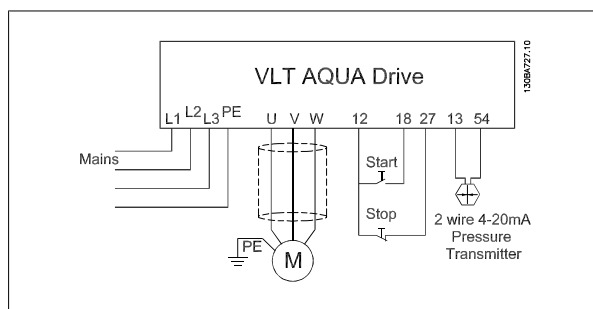 130BA727.10
VLT AQUA Drive
L1 L2 L3 PE U V W 12 18 27 13 54
Mains
Start
Stop
PE
M
2 wire 4-20mA
Pressure
Transmitter